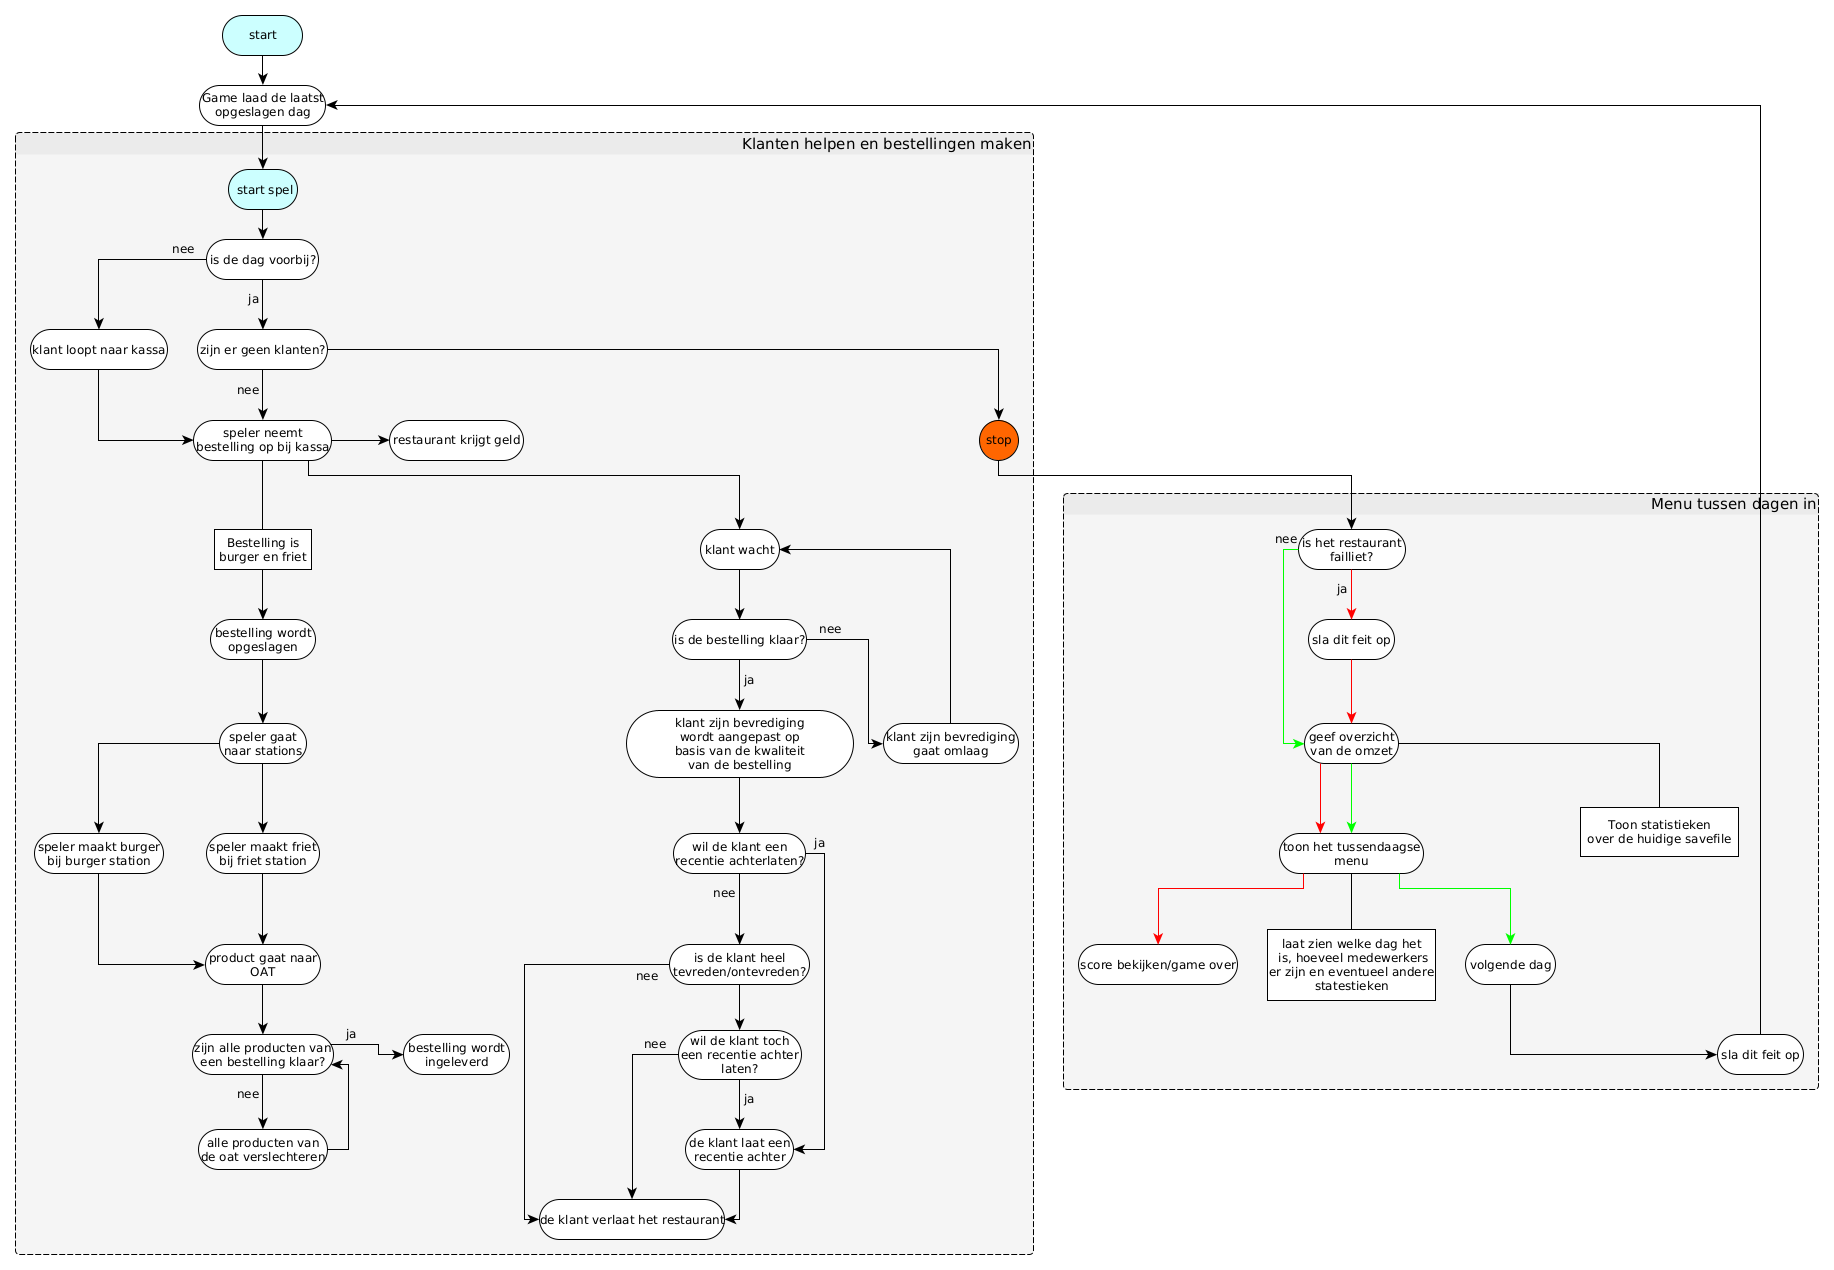 start
Game laad de laatst
opgeslagen dag
Klanten helpen en bestellingen maken
start spel
nee
is de dag voorbij?
ja
klant loopt naar kassa
zijn er geen klanten?
nee
speler neemt
bestelling op bij kassa
restaurant krijgt geld
stop
Bestelling is
burger en friet
klant wacht
bestelling wordt
opgeslagen
is de bestelling klaar?
nee
ja
speler gaat
naar stations
klant zijn bevrediging
wordt aangepast op
basis van de kwaliteit
van de bestelling
klant zijn bevrediging
gaat omlaag
speler maakt burger
bij burger station
speler maakt friet
bij friet station
wil de klant een
recentie achterlaten?
ja
nee
product gaat naar
OAT
is de klant heel
tevreden/ontevreden?
nee
zijn alle producten van
een bestelling klaar?
ja
bestelling wordt
ingeleverd
nee
wil de klant toch
een recentie achter
laten?
nee
ja
alle producten van
de oat verslechteren
de klant laat een
recentie achter
de klant verlaat het restaurant
Menu tussen dagen in
nee
is het restaurant
failliet?
ja
sla dit feit op
geef overzicht
van de omzet
Toon statistieken
over de huidige savefile
toon het tussendaagse
menu
score bekijken/game over
laat zien welke dag het
is, hoeveel medewerkers
er zijn en eventueel andere
statestieken
volgende dag
sla dit feit op